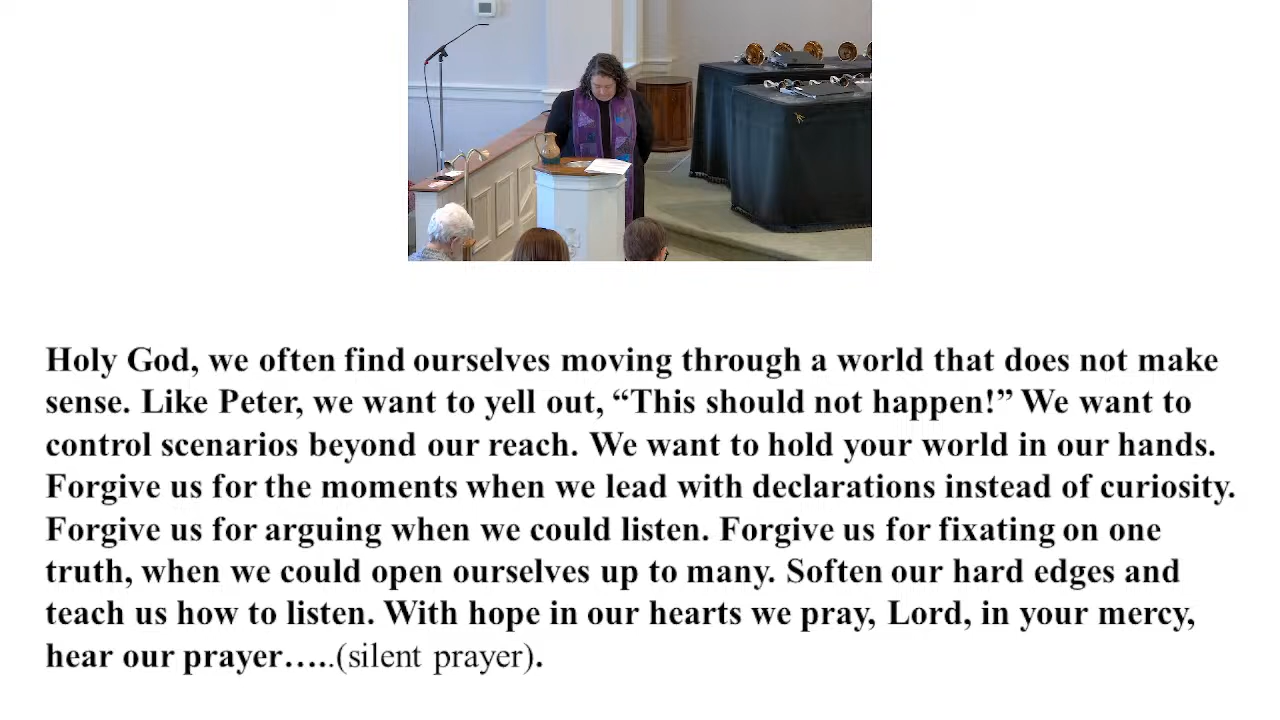 Holy God, we often find ourselves moving through a world that does not make
sense. Like Peter, we want to yell out, “This should not happen!” We want to
control scenarios beyond our reach. We want to hold your world in our hands.
Forgive us for the moments when we lead with declarations instead of curiosity.
Forgive us for arguing when we could listen. Forgive us for fixating on one
truth, when we could open ourselves up to many. Soften our hard edges and
teach us how to listen. With hope in our hearts we pray, Lord, in your mercy,
hear our prayer…..(silent prayer).